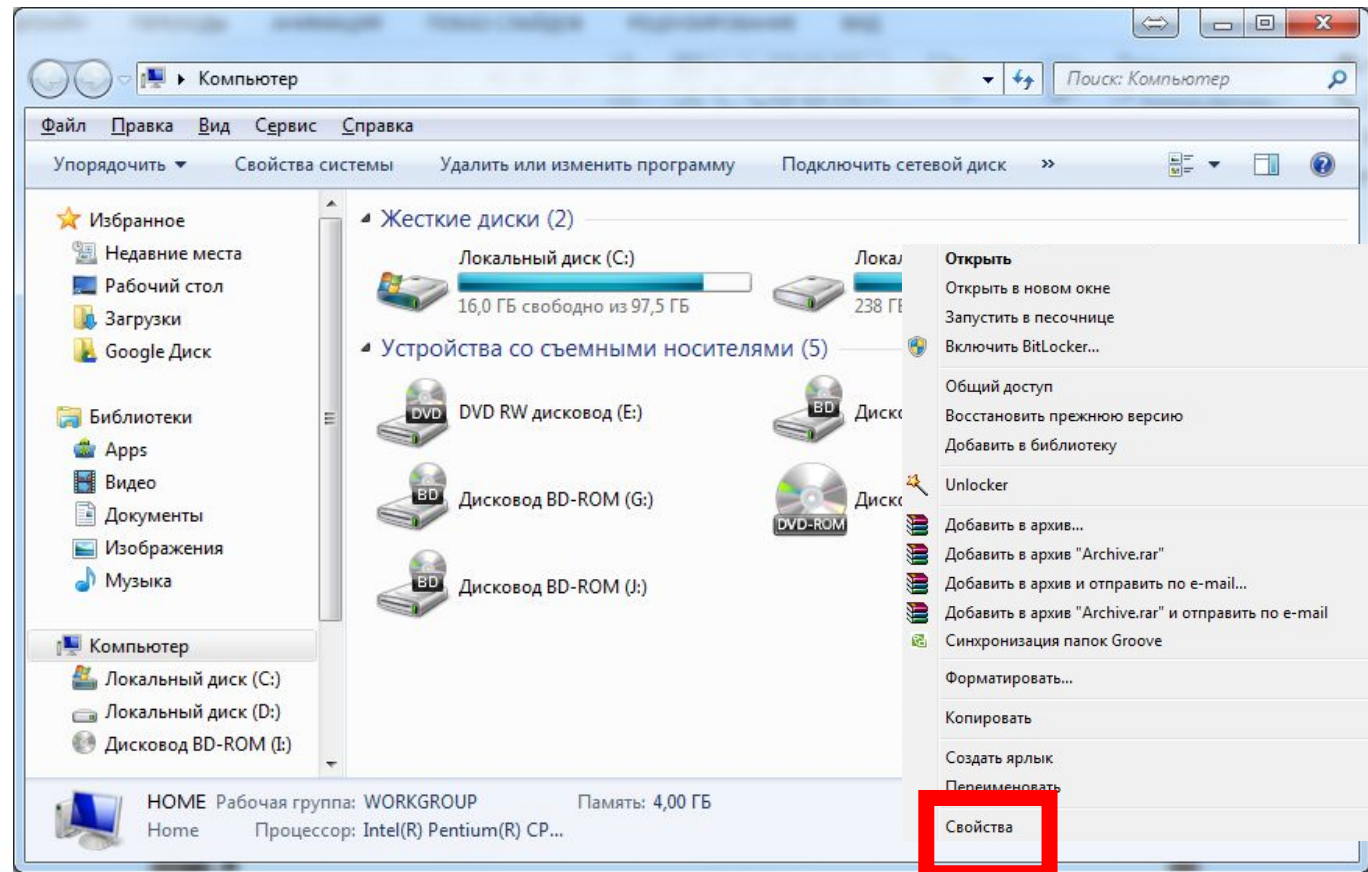 Компьютер
Поиск: Компьютер
Файл Правка Вид Сервис Справка
Упорядочить Свойства системы Удалить или изменить программу Подключить сетевой диск »
Избранное
Недавние места
Рабочий стол
Загрузки
Google Диск
Библиотеки
Apps
Видео
Документы
Изображения
Музыка
Компьютер
Локальный диск (C:)
Локальный диск (D:)
Дисковод BD-ROM (I:)
Жесткие диски (2)
Локальный диск (C:)
16,0 ГБ свободно из 97,5 ГБ
238 ГБ
Устройства со съемными носителями (5)
DVD RW дисковод (E:)
DVD
BD
Дисковод BD-ROM (G:)
BD
DVD-ROM
Дисковод BD-ROM (J:)
BD
Открыть
Открыть в новом окне
Запустить в песочнице
Включить BitLocker...
Общий доступ
Восстановить прежнюю версию
Добавить в библиотеку
Unlocker
Добавить в архив...
Добавить в архив "Archive.rar"
Добавить в архив и отправить по e-mail...
Добавить в архив "Archive.rar" и отправить по e-mail
Синхронизация папок Groove
Форматировать...
Копировать
Создать ярлык
Переименовать
Свойства
HOME Рабочая группа: WORKGROUP Память: 4,00 ГБ
Home Процессор: Intel(R) Pentium(R) CP...